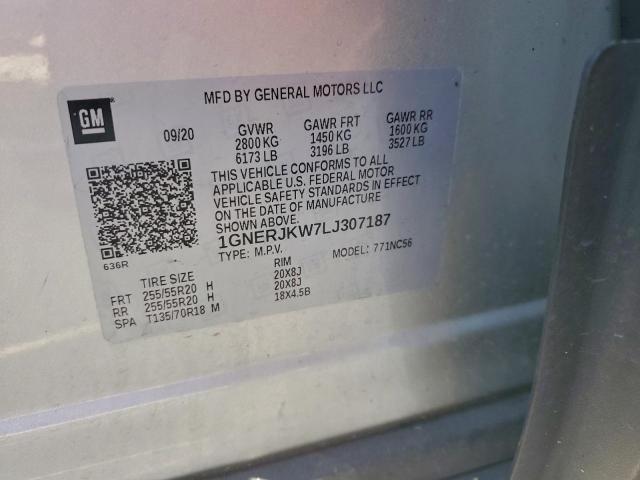 GM
MFD BY GENERAL MOTORS LLC
09/20 GVWR GAWR FRT GAWR RR
2800 KG 1450 KG 1600 KG
6173 LB 3196 LB 3527 LB
THIS VEHICLE CONFORMS TO ALL
APPLICABLE U.S. FEDERAL MOTOR
VEHICLE SAFETY STANDARDS IN EFFECT
ON THE DATE OF MANUFACTURE
SHOWN ABOVE.
1GNERJKW7LJ307187
636R TYPE: M.P.V. MODEL: 771NC56
TIRE SIZE RIM
FRT 255/55R20 H 20X8J
RR 255/55R20 H 20X8J
SPA T135/70R18 M 18X4.5B